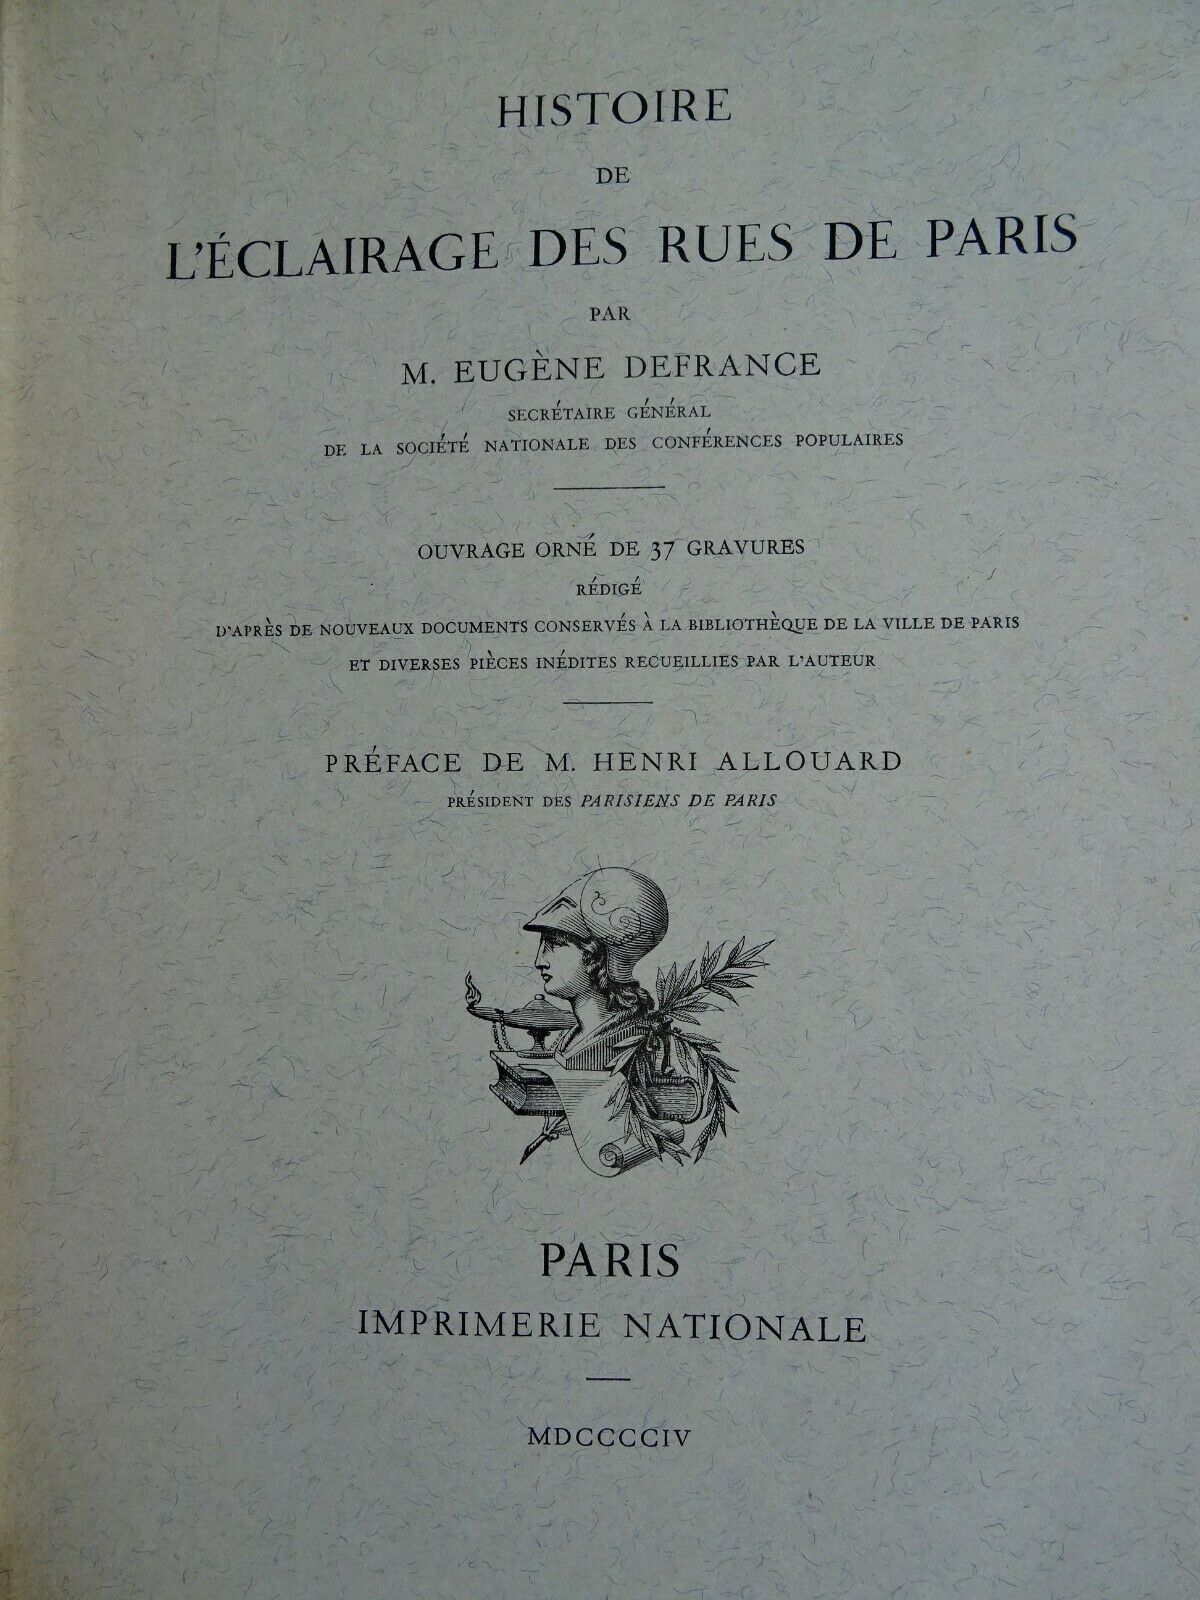 HISTOIRE
DE
L'ÉCLAIRAGE DES RUES DE PARIS
PAR
M. EUGÈNE DEFRANCE
SECRÉTAIRE GÉNÉRAL
DE LA SOCIÉTÉ NATIONALE DES CONFÉRENCES POPULAIRES
OUVRAGE ORNÉ DE 37 GRAVURES
RÉDIGÉ
D'APRÈS DE NOUVEAUX DOCUMENTS CONSERVÉS À LA BIBLIOTHÈQUE DE LA VILLE DE PARIS
ET DIVERSES PIÈCES INÉDITES RECUEILLIES PAR L'AUTEUR
PRÉFACE DE M. HENRI ALLOUARD
PRÉSIDENT DES PARISIENS DE PARIS
PARIS
IMPRIMERIE NATIONALE
MDCCCCIV